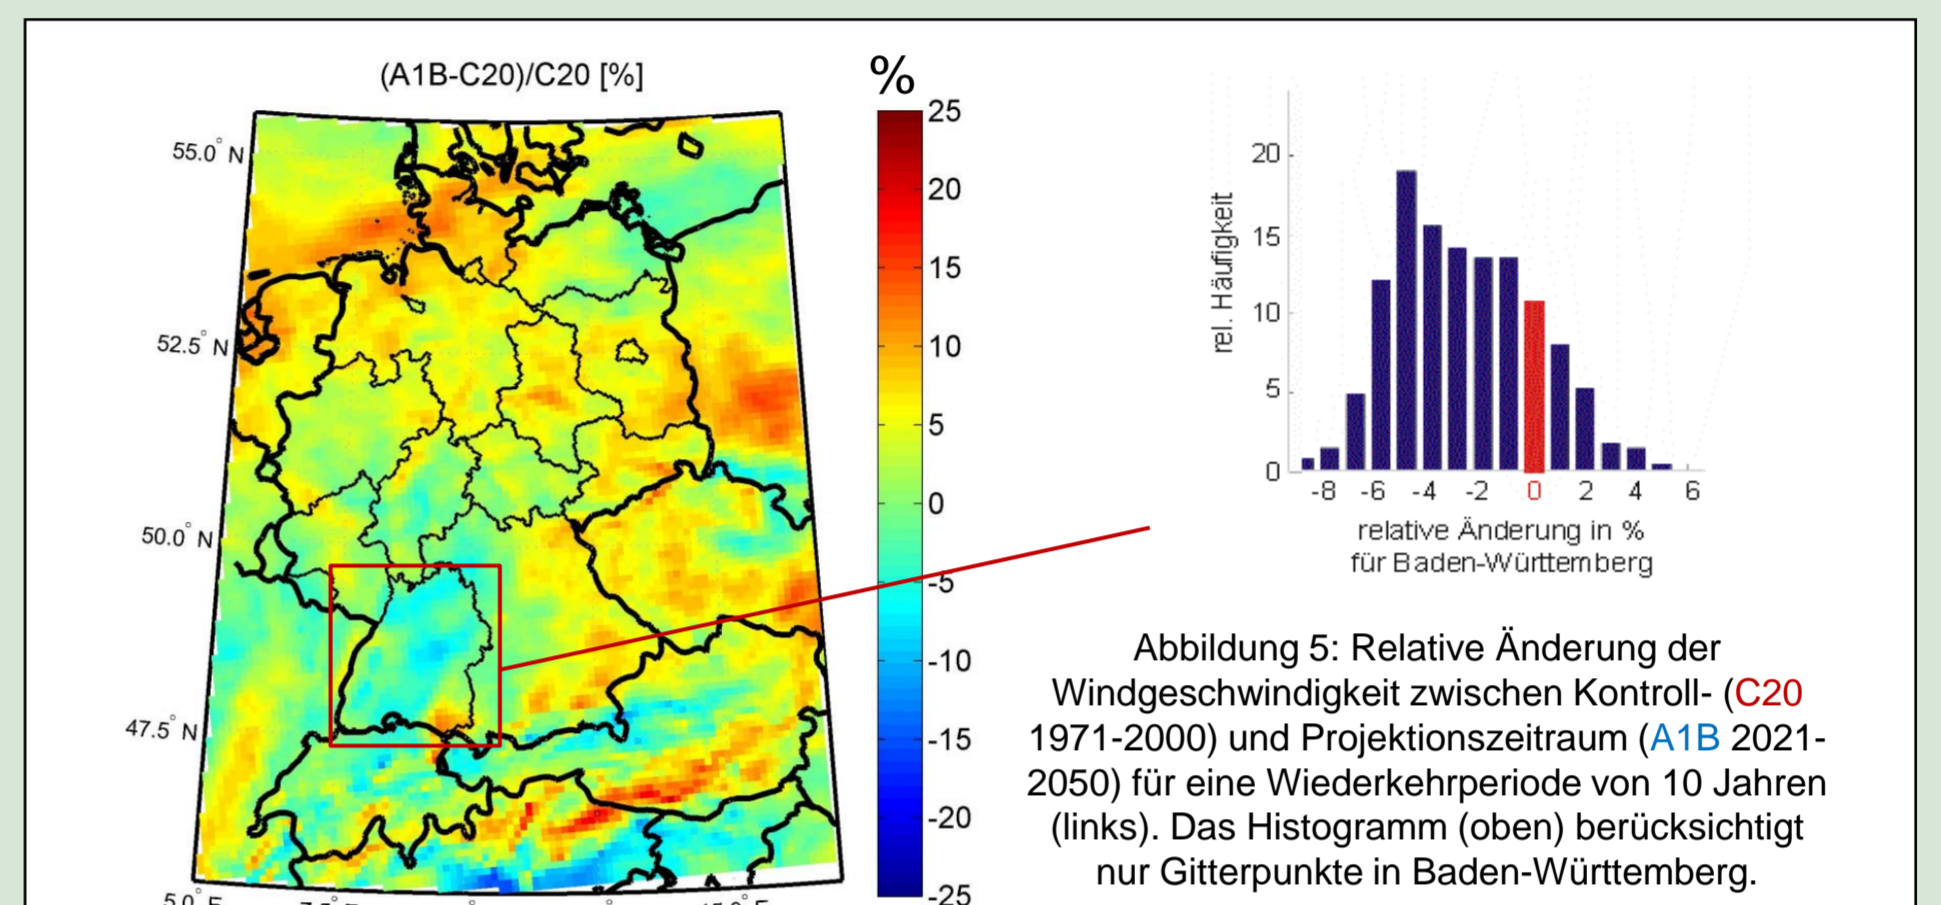 (A1B-C20)/C20 [%]
%
55.0° N
52.5° N
50.0° N
47.5° N
5.0° E
25
20
15
10
5
0
-5
-10
-15
-20
-25
rel. Häufigkeit
20
15
10
5
0
-8 -6 -4 -2 0 2 4 6
relative Änderung in %
für Baden-Württemberg
Abbildung 5: Relative Änderung der
Windgeschwindigkeit zwischen Kontroll- (C20
1971-2000) und Projektionszeitraum (A1B 2021-
2050) für eine Wiederkehrperiode von 10 Jahren
(links). Das Histogramm (oben) berücksichtigt
nur Gitterpunkte in Baden-Württemberg.